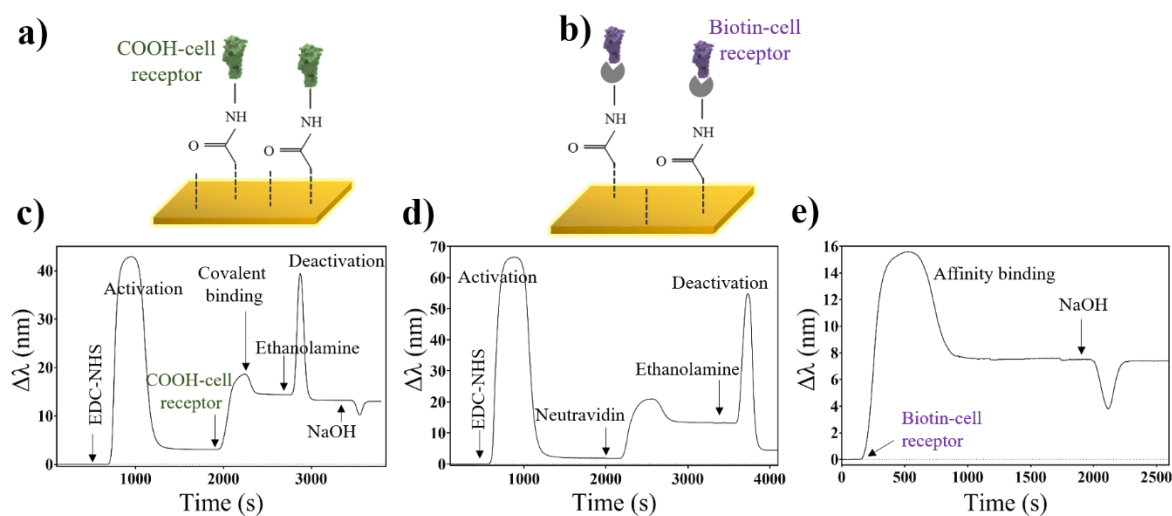 a)
COOH-cell
receptor
NH
O
NH
O
b)
Biotin-cell
receptor
NH
O
NH
O
c)
Δλ (nm)
40
30
20
10
0
1000
2000
3000
Time (s)
EDC-NHS
Activation
COOH-cell
receptor
Covalent
binding
Ethanolamine
Deactivation
NaOH
d)
Δλ (nm)
70
60
50
40
30
20
10
0
1000
2000
3000
4000
Time (s)
EDC-NHS
Activation
Neutravidin
Ethanolamine
Deactivation
e)
Δλ (nm)
16
14
12
10
8
6
4
2
0
0
500
1000
1500
2000
2500
Time (s)
Biotin-cell
receptor
Affinity binding
NaOH